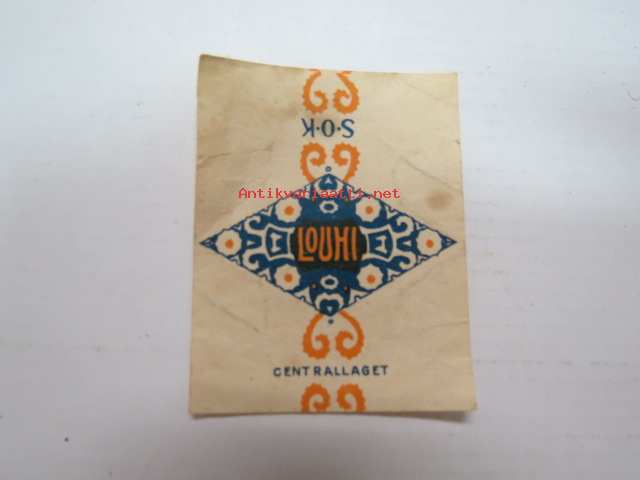 S·O·K
Antikvariaatti.net
LOUHI
CENTRALLAGET